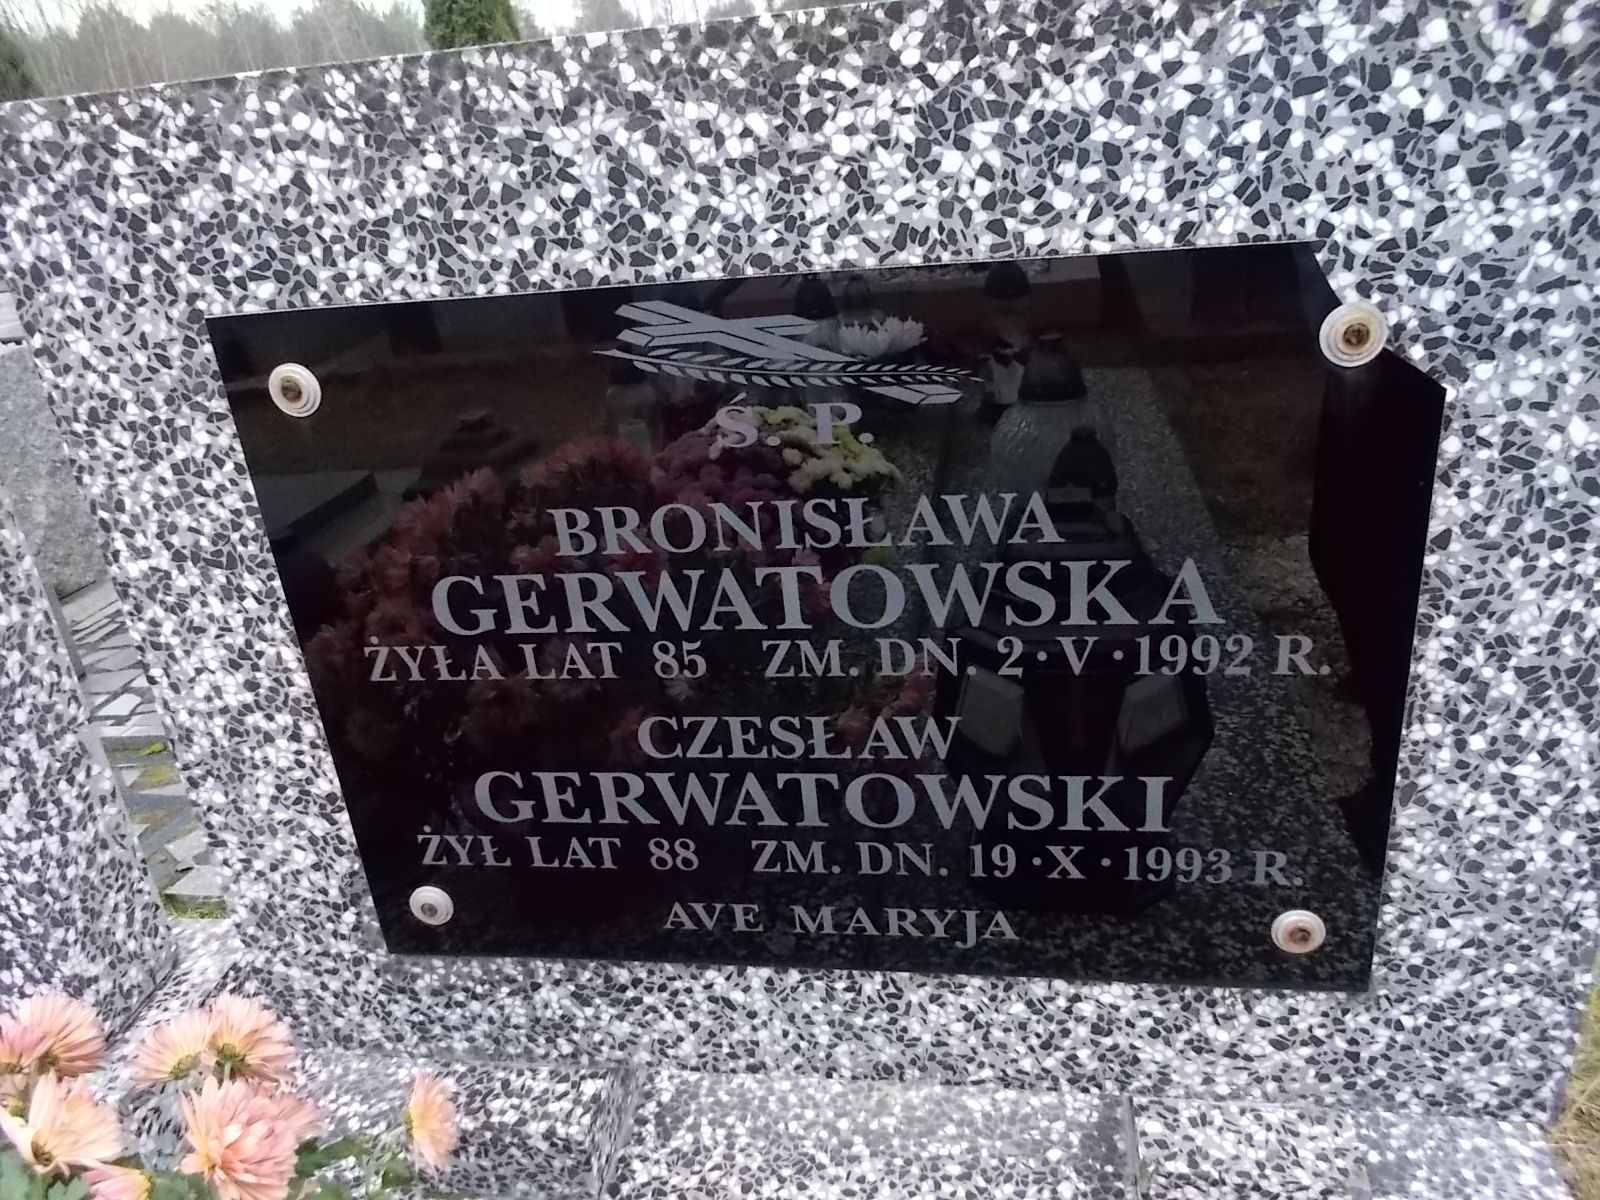 Ś. P.
BRONISŁAWA
GERWATOWSKA
ŻYŁA LAT 85 ZM. DN. 2·V·1992 R.
CZESŁAW
GERWATOWSKI
ŻYŁ LAT 88 ZM. DN. 19·X·1993 R.
AVE MARYJA